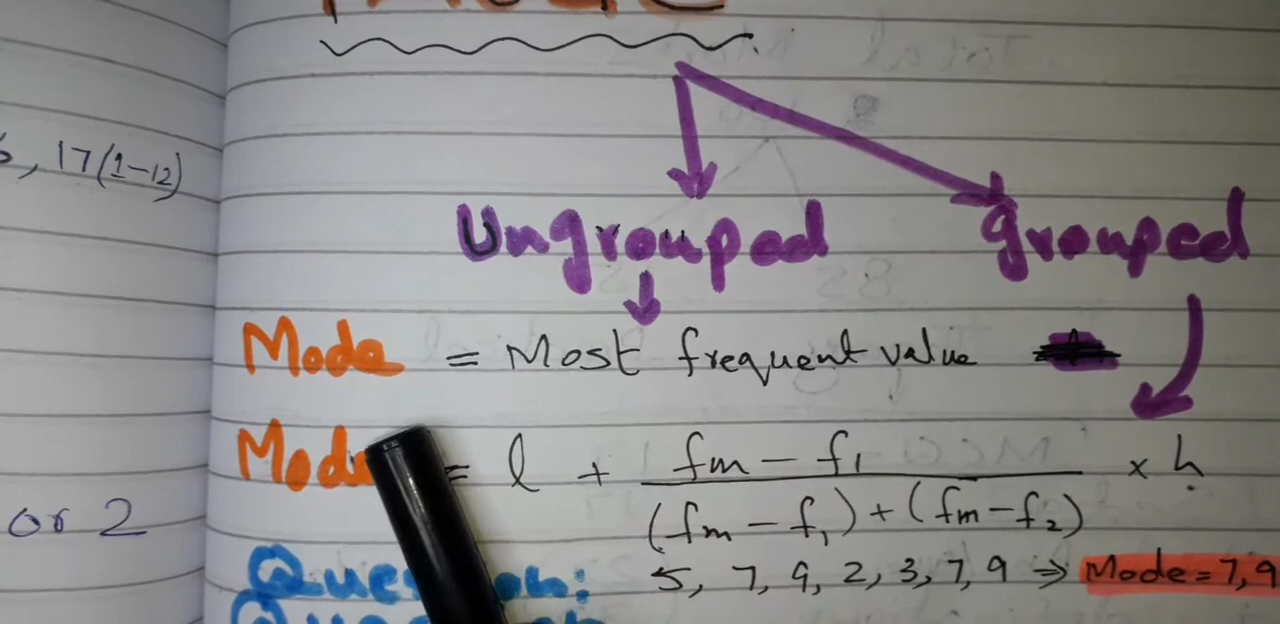 Mode
, 17(1-12)
Ungrouped grouped
Mode = Most frequent value
= l + fm - f1 / (fm - f1) + (fm - f2) × h
or 2
5, 7, 9, 2, 3, 7, 9 ⇒ Mode = 7, 9